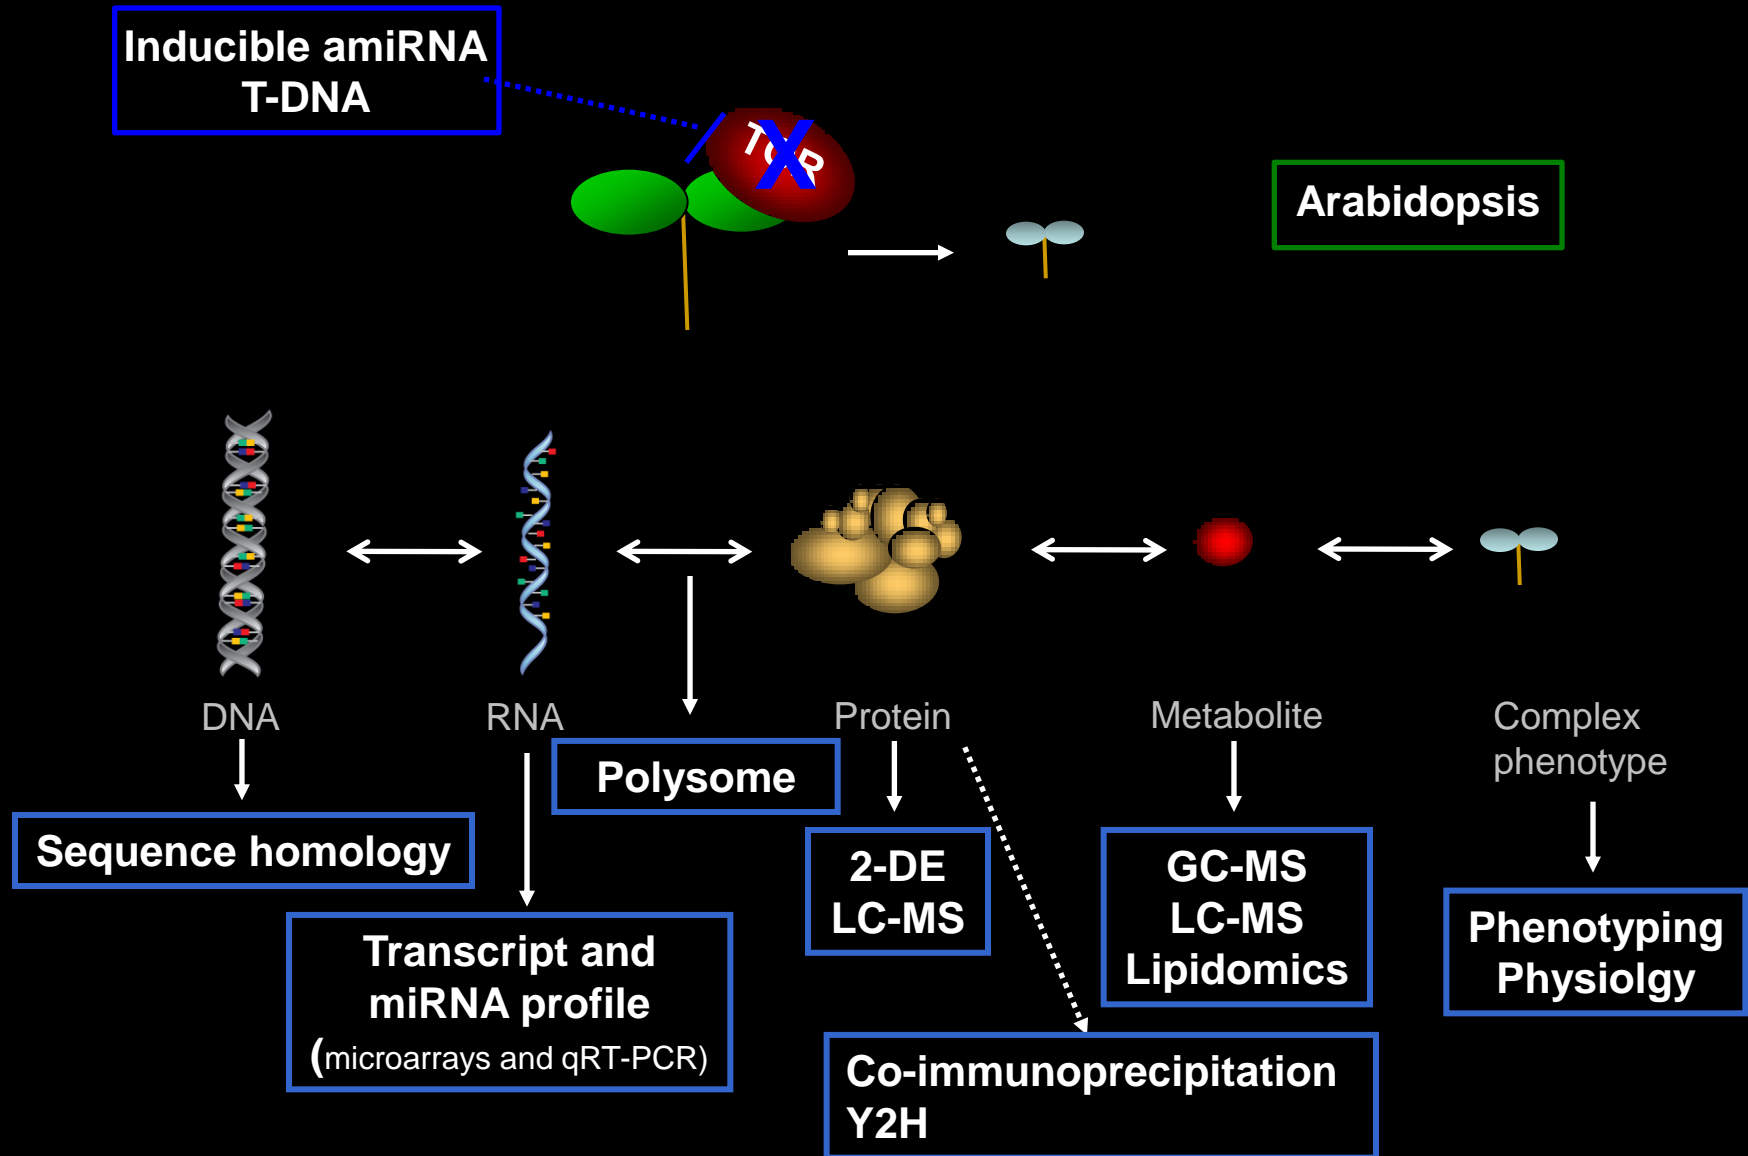 Inducible amiRNA
T-DNA
TOR
X
Arabidopsis
DNA
RNA
Protein
Metabolite
Complex
phenotype
Polysome
Sequence homology
2-DE
LC-MS
GC-MS
LC-MS
Lipidomics
Phenotyping
Physiolgy
Transcript and
miRNA profile
(microarrays and qRT-PCR)
Co-immunoprecipitation
Y2H